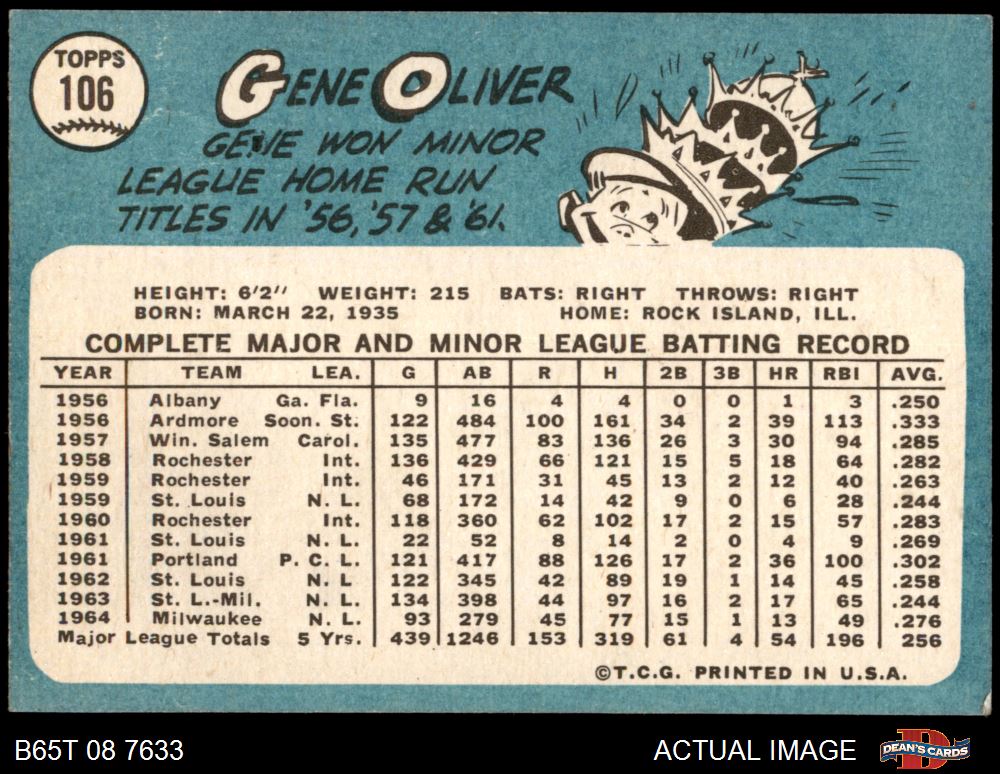 TOPPS
106
GENE OLIVER
GENE WON MINOR
LEAGUE HOME RUN
TITLES IN '56, '57 & '61.
HEIGHT: 6'2" WEIGHT: 215 BATS: RIGHT THROWS: RIGHT
BORN: MARCH 22, 1935 HOME: ROCK ISLAND, ILL.
COMPLETE MAJOR AND MINOR LEAGUE BATTING RECORD
YEAR TEAM LEA. G AB R H 2B 3B HR RBI AVG.
1956 Albany Ga. Fla. 9 16 4 4 0 0 1 3 .250
1956 Ardmore Soon. St. 122 484 100 161 34 2 39 113 .333
1957 Win. Salem Carol. 135 477 83 136 26 3 30 94 .285
1958 Rochester Int. 136 429 66 121 15 5 18 64 .282
1959 Rochester Int. 46 171 31 45 13 2 12 40 .263
1959 St. Louis N. L. 68 172 14 42 9 0 6 28 .244
1960 Rochester Int. 118 360 62 102 17 2 15 57 .283
1961 St. Louis N. L. 22 52 8 14 2 0 4 9 .269
1961 Portland P. C. L. 121 417 88 126 17 2 36 100 .302
1962 St. Louis N. L 122 345 42 89 19 1 14 45 .258
1963 St. L.-Mil. N. L. 134 398 44 97 16 2 17 65 .244
1964 Milwaukee N. L. 93 279 45 77 15 1 13 49 .276
Major League Totals 5 Yrs. 439 1246 153 319 61 4 54 196 .256
©T.C.G. PRINTED IN U.S.A.
B65T 08 7633 ACTUAL IMAGE DEAN'S CARDS